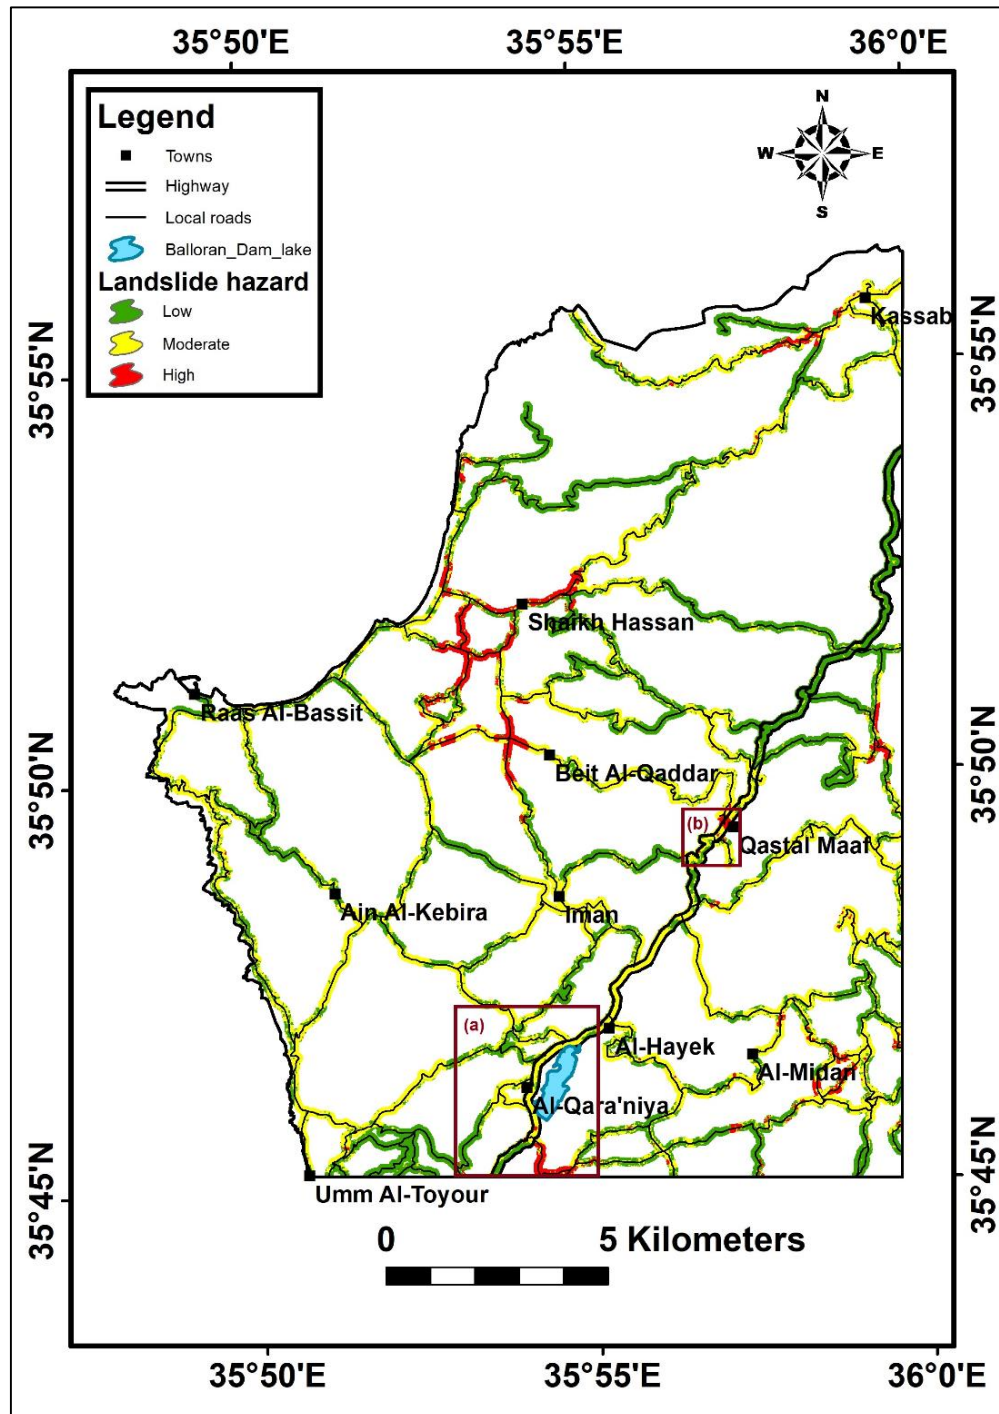 35°50'E 35°55'E 36°0'E
Legend
Towns
Highway
Local roads
Balloran_Dam_lake
Landslide hazard
Low
Moderate
High
N
W E
S
35°55'N
35°55'N
Kassab
Shaikh Hassan
Raas Al-Bassit
35°50'N
35°50'N
Beit Al-Qaddar
(b)
Qastal Maaf
Ain Al-Kebira
Iman
(a)
Al-Hayek
Al-Midan
Al-Qara'niya
35°45'N
35°45'N
Umm Al-Toyour
0 5 Kilometers
35°50'E 35°55'E 36°0'E